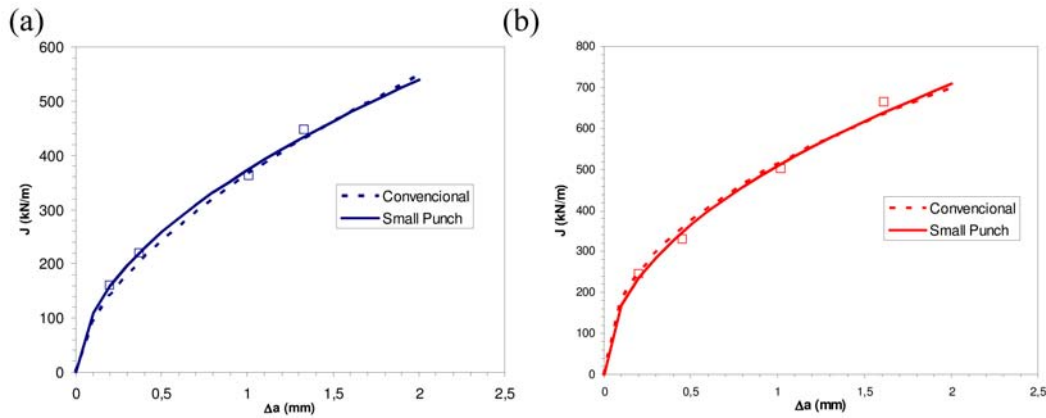 (a)
600
500
400
300
200
100
0
J (kN/m)
0
0,5
1
1,5
2
2,5
Δa (mm)
Convencional
Small Punch
(b)
800
700
600
500
400
300
200
100
0
J (kN/m)
0
0,5
1
1,5
2
2,5
Δa (mm)
Convencional
Small Punch